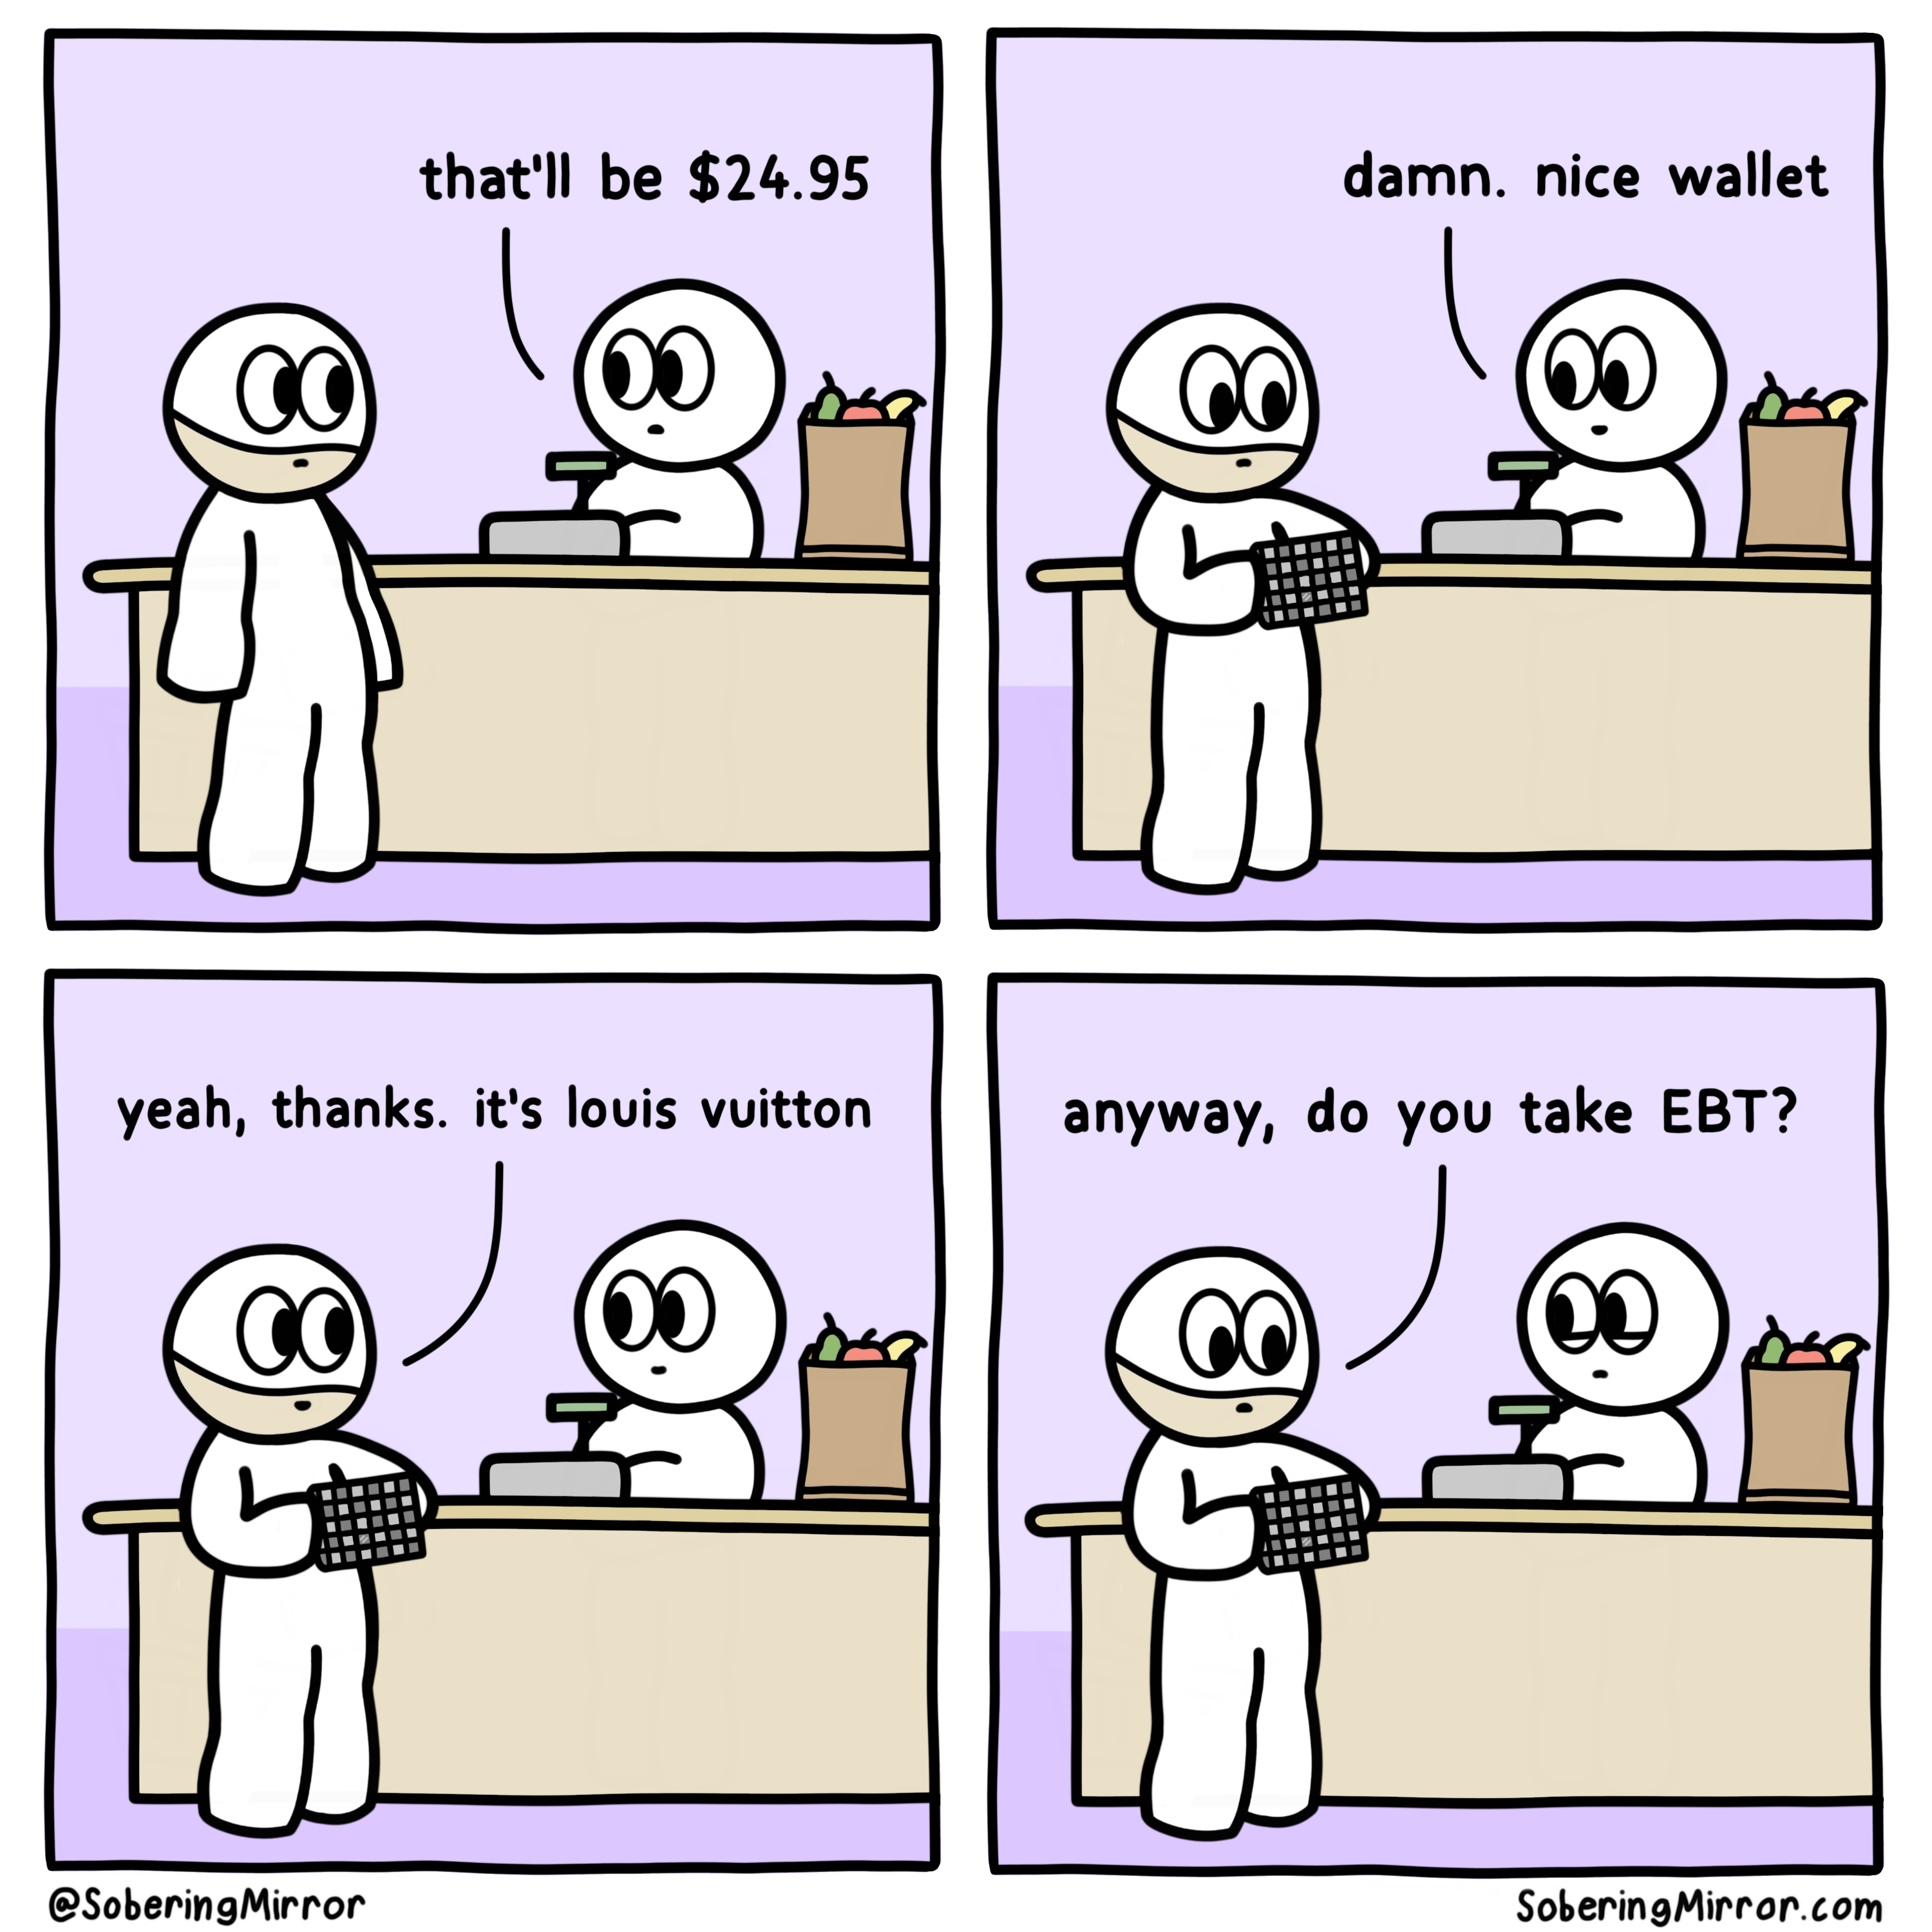 that'll be $24.95
damn. nice wallet
yeah, thanks. it's louis vuitton
anyway, do you take EBT?
@SoberingMirror
SoberingMirror.com